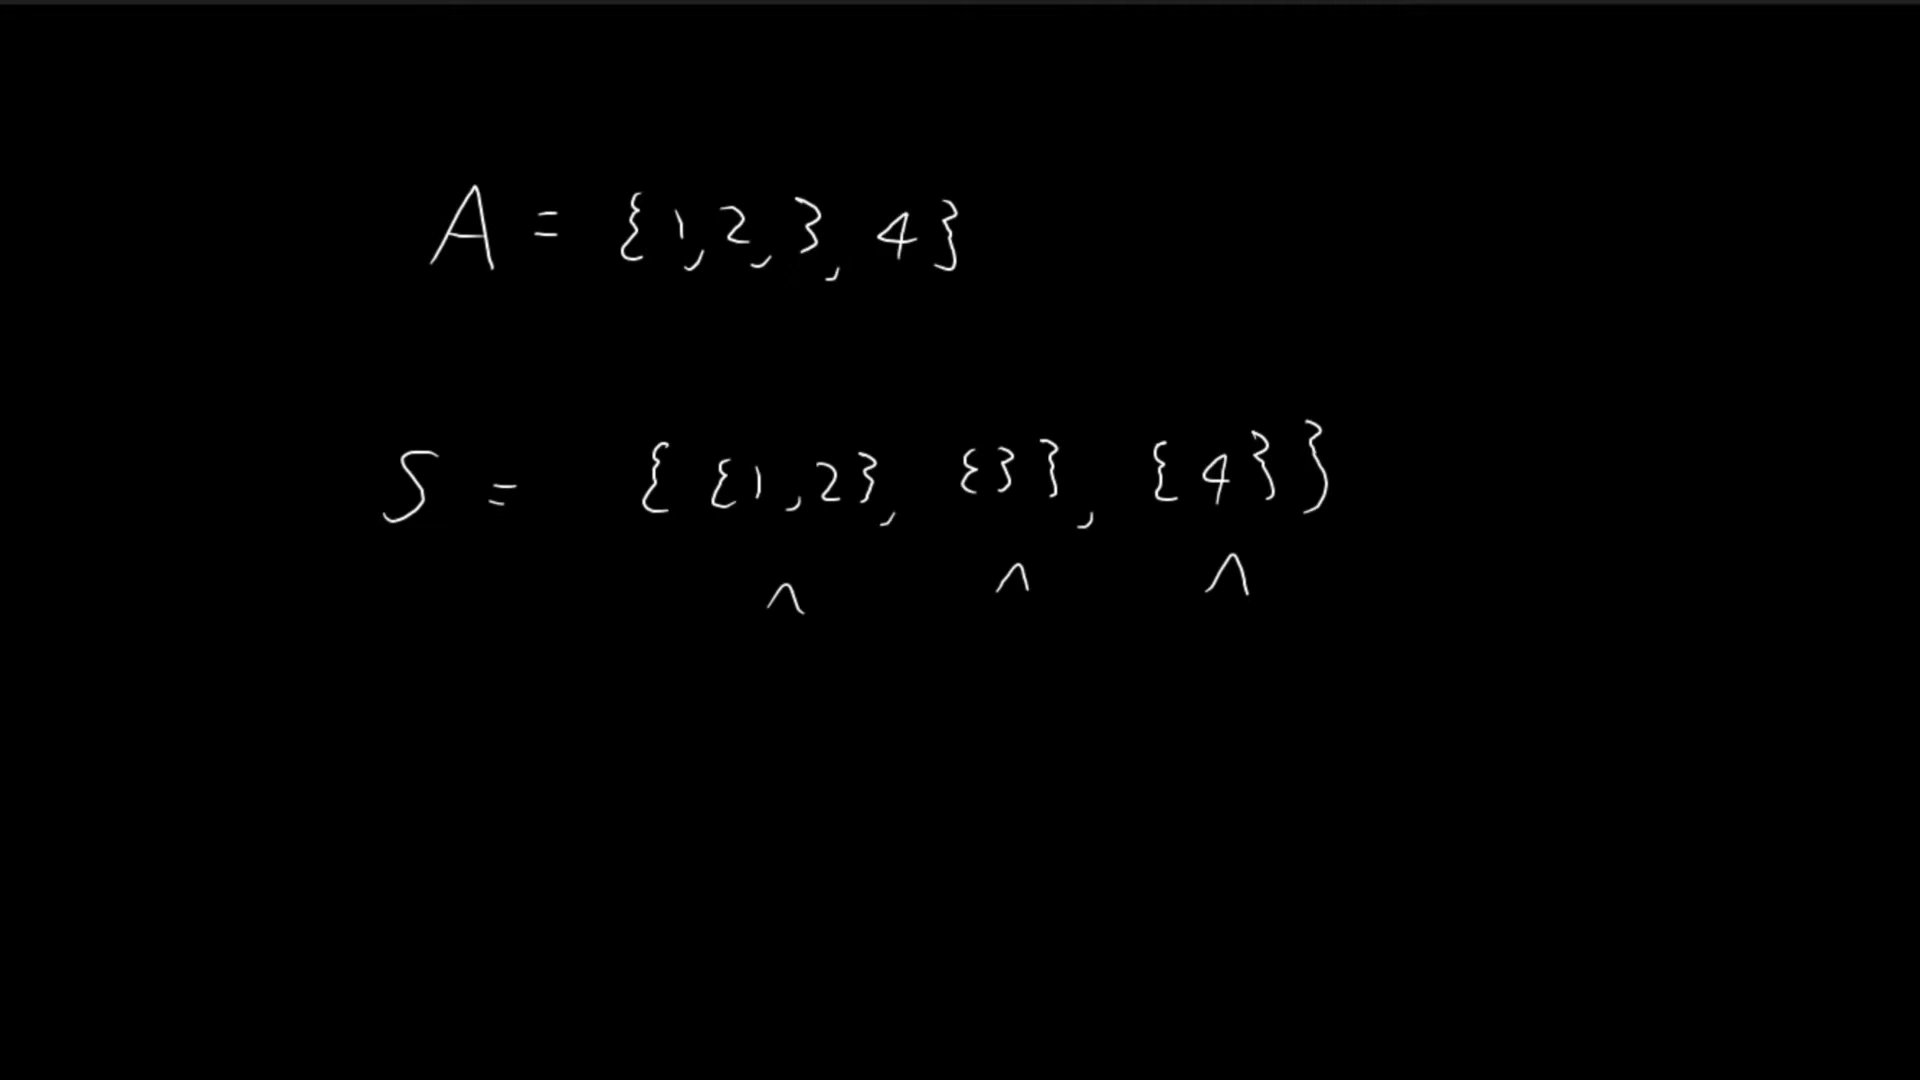 A = {1, 2, 3, 4}
S = { {1, 2}, {3}, {4} }
^ ^ ^